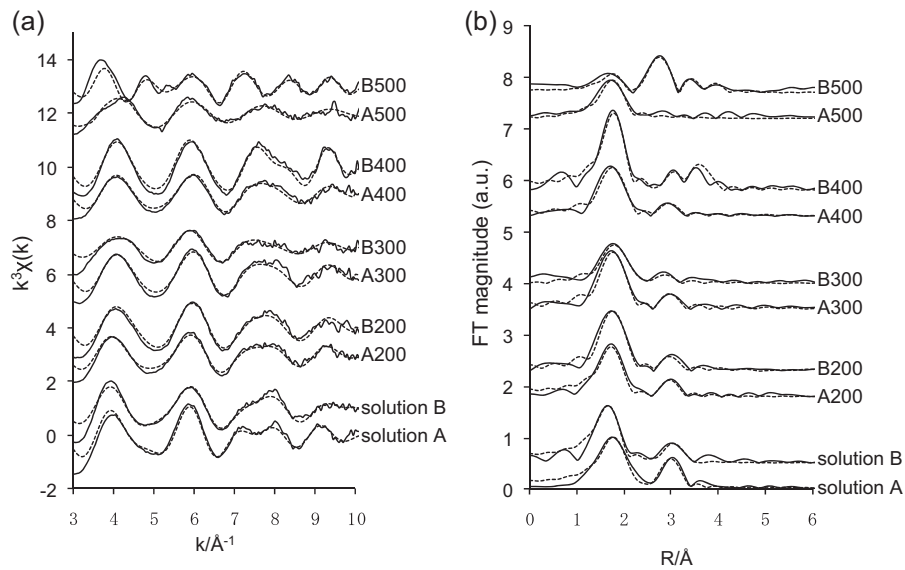 (a)
k³χ(k)
14
12
10
8
6
4
2
0
-2
B500
A500
B400
A400
B300
A300
B200
A200
solution B
solution A
3 4 5 6 7 8 9 10
k/Å⁻¹
(b)
FT magnitude (a.u.)
9
8
7
6
5
4
3
2
1
0
B500
A500
B400
A400
B300
A300
B200
A200
solution B
solution A
0 1 2 3 4 5 6
R/Å